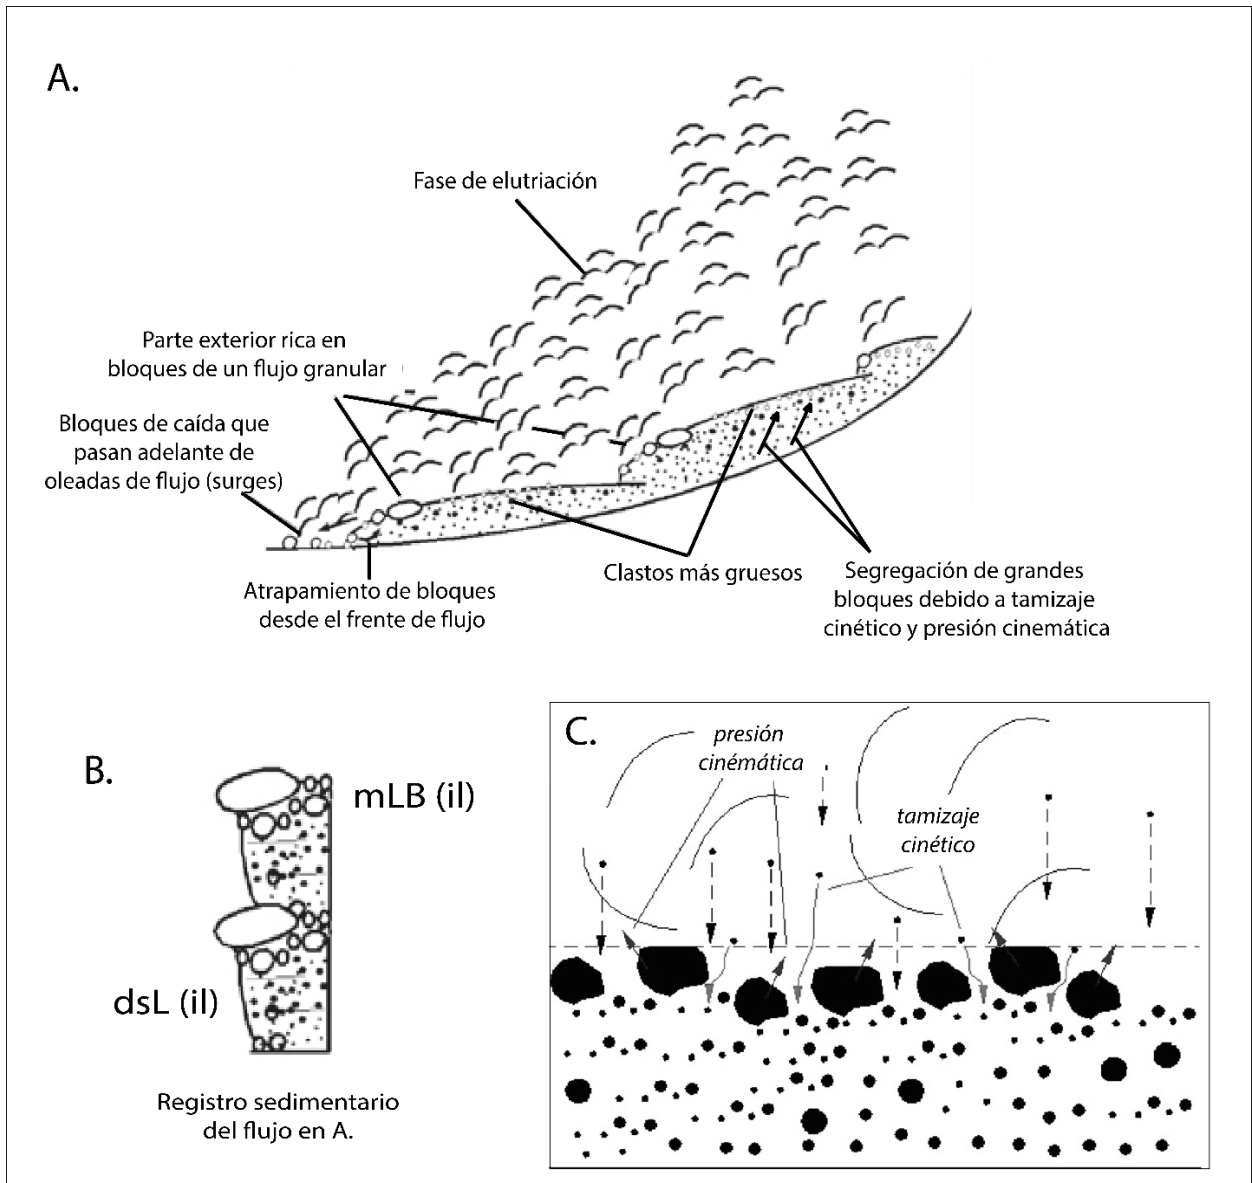 A.
Fase de elutriación
Parte exterior rica en
bloques de un flujo granular
Bloques de caída que
pasan adelante de
oleadas de flujo (surges)
Atrapamiento de bloques
desde el frente de flujo
Clastos más gruesos
Segregación de grandes
bloques debido a tamizaje
cinético y presión cinemática
B.
mLB (il)
dsL (il)
Registro sedimentario
del flujo en A.
C.
presión
cinémática
tamizaje
cinético